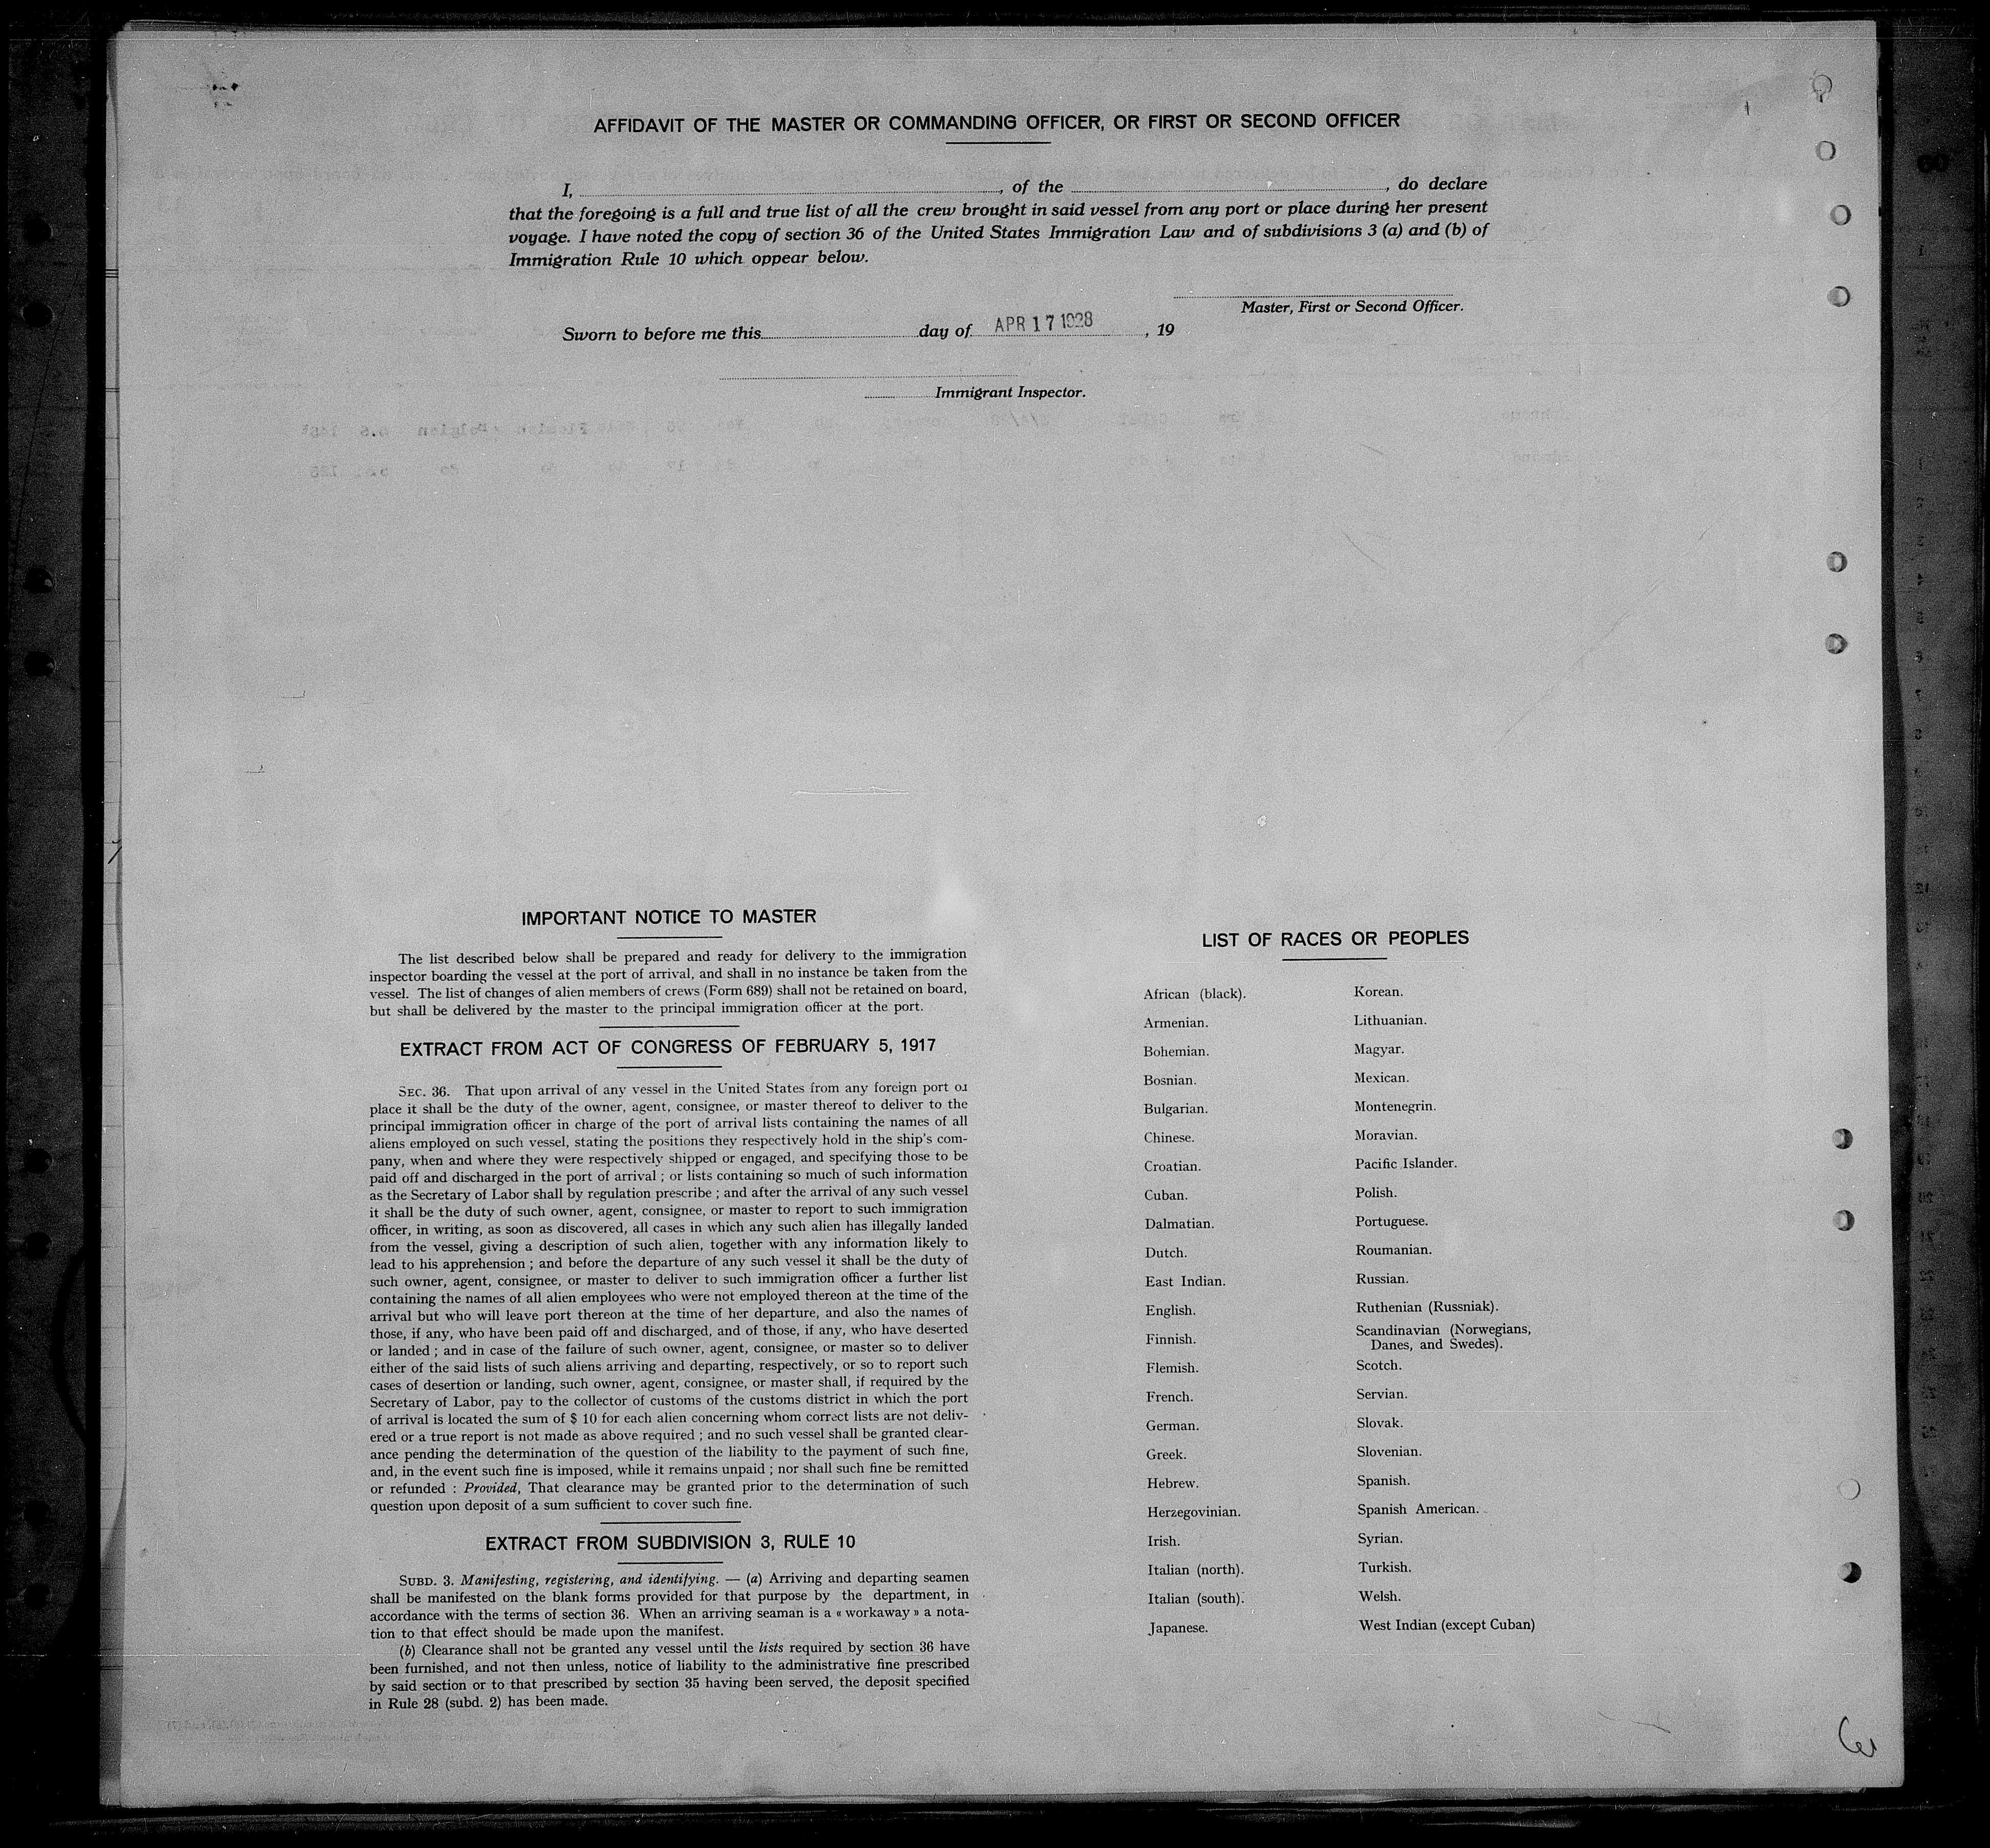 AFFIDAVIT OF THE MASTER OR COMMANDING OFFICER, OR FIRST OR SECOND OFFICER
I, , of the , do declare
that the foregoing is a full and true list of all the crew brought in said vessel from any port or place during her present
voyage. I have noted the copy of section 36 of the United States Immigration Law and of subdivisions 3 (a) and (b) of
Immigration Rule 10 which oppear below.
Master, First or Second Officer.
Sworn to before me this day of APR 17 1928, 19
Immigrant Inspector.
IMPORTANT NOTICE TO MASTER
The list described below shall be prepared and ready for delivery to the immigration
inspector boarding the vessel at the port of arrival, and shall in no instance be taken from the
vessel. The list of changes of alien members of crews (Form 689) shall not be retained on board,
but shall be delivered by the master to the principal immigration officer at the port.
EXTRACT FROM ACT OF CONGRESS OF FEBRUARY 5, 1917
SEC. 36. That upon arrival of any vessel in the United States from any foreign port or
place it shall be the duty of the owner, agent, consignee, or master thereof to deliver to the
principal immigration officer in charge of the port of arrival lists containing the names of all
aliens employed on such vessel, stating the positions they respectively hold in the ship's com-
pany, when and where they were respectively shipped or engaged, and specifying those to be
paid off and discharged in the port of arrival ; or lists containing so much of such information
as the Secretary of Labor shall by regulation prescribe ; and after the arrival of any such vessel
it shall be the duty of such owner, agent, consignee, or master to report to such immigration
officer, in writing, as soon as discovered, all cases in which any such alien has illegally landed
from the vessel, giving a description of such alien, together with any information likely to
lead to his apprehension ; and before the departure of any such vessel it shall be the duty of
such owner, agent, consignee, or master to deliver to such immigration officer a further list
containing the names of all alien employees who were not employed thereon at the time of the
arrival but who will leave port thereon at the time of her departure, and also the names of
those, if any, who have been paid off and discharged, and of those, if any, who have deserted
or landed ; and in case of the failure of such owner, agent, consignee, or master so to deliver
either of the said lists of such aliens arriving and departing, respectively, or so to report such
cases of desertion or landing, such owner, agent, consignee, or master shall, if required by the
Secretary of Labor, pay to the collector of customs of the customs district in which the port
of arrival is located the sum of $ 10 for each alien concerning whom correct lists are not deliv-
ered or a true report is not made as above required ; and no such vessel shall be granted clear-
ance pending the determination of the question of the liability to the payment of such fine,
and, in the event such fine is imposed, while it remains unpaid ; nor shall such fine be remitted
or refunded : Provided, That clearance may be granted prior to the determination of such
question upon deposit of a sum sufficient to cover such fine.
EXTRACT FROM SUBDIVISION 3, RULE 10
SUBD. 3. Manifesting, registering, and identifying. — (a) Arriving and departing seamen
shall be manifested on the blank forms provided for that purpose by the department, in
accordance with the terms of section 36. When an arriving seaman is a « workaway » a nota-
tion to that effect should be made upon the manifest.
(b) Clearance shall not be granted any vessel until the lists required by section 36 have
been furnished, and not then unless, notice of liability to the administrative fine prescribed
by said section or to that prescribed by section 35 having been served, the deposit specified
in Rule 28 (subd. 2) has been made.
LIST OF RACES OR PEOPLES
African (black).
Armenian.
Bohemian.
Bosnian.
Bulgarian.
Chinese.
Croatian.
Cuban.
Dalmatian.
Dutch.
East Indian.
English.
Finnish.
Flemish.
French.
German.
Greek.
Hebrew.
Herzegovinian.
Irish.
Italian (north).
Italian (south).
Japanese.
Korean.
Lithuanian.
Magyar.
Mexican.
Montenegrin.
Moravian.
Pacific Islander.
Polish.
Portuguese.
Roumanian.
Russian.
Ruthenian (Russniak).
Scandinavian (Norwegians,
Danes, and Swedes).
Scotch.
Servian.
Slovak.
Slovenian.
Spanish.
Spanish American.
Syrian.
Turkish.
Welsh.
West Indian (except Cuban)